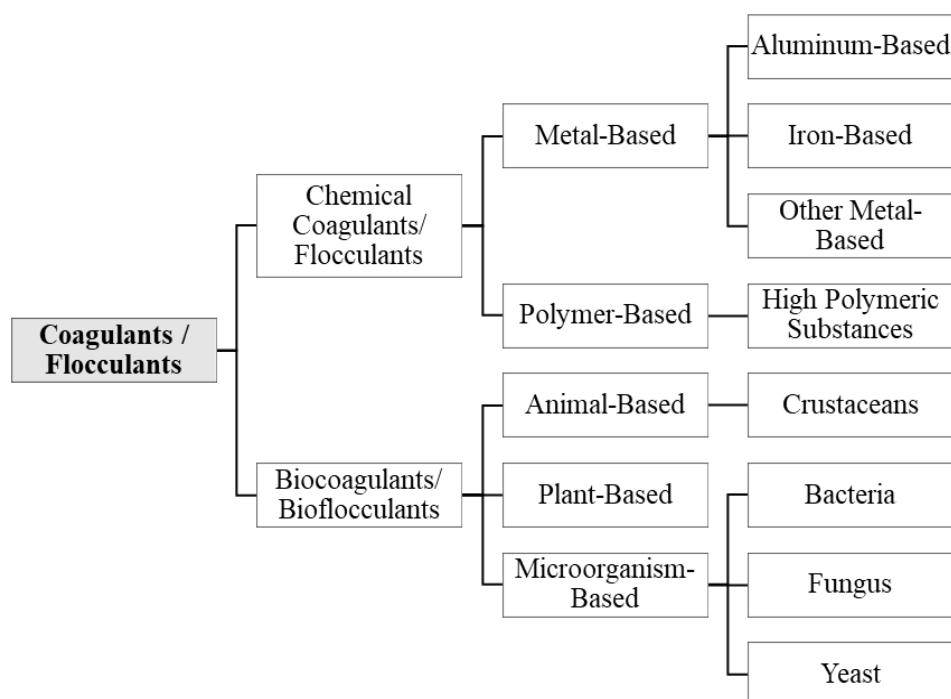 Coagulants /
Flocculants
Chemical
Coagulants/
Flocculants
Metal-Based
Aluminum-Based
Iron-Based
Other Metal-
Based
Polymer-Based
High Polymeric
Substances
Biocoagulants/
Bioflocculants
Animal-Based
Crustaceans
Plant-Based
Microorganism-
Based
Bacteria
Fungus
Yeast